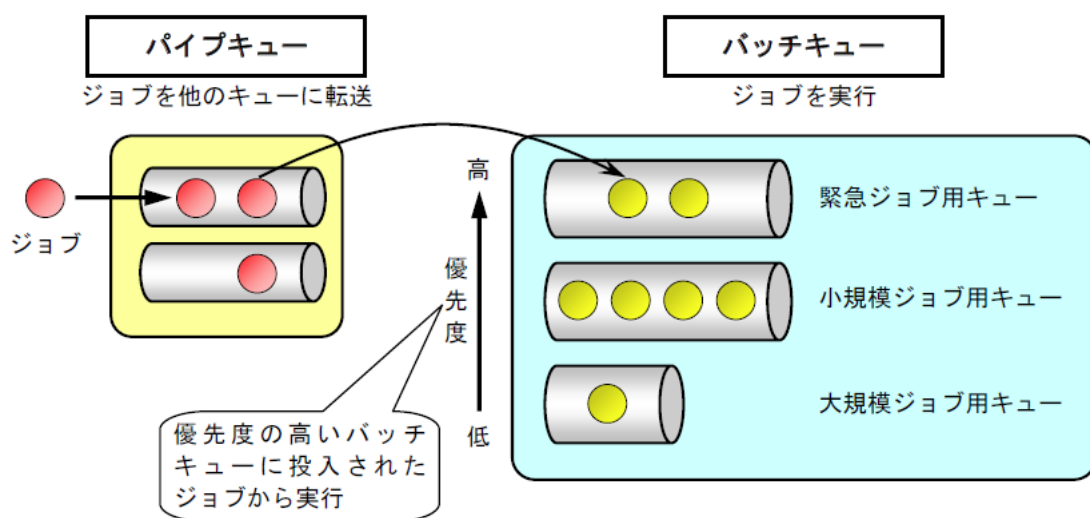 パイプキュー
ジョブを他のキューに転送
バッチキュー
ジョブを実行
ジョブ
高
優先度
低
優先度の高いバッチ
キューに投入された
ジョブから実行
緊急ジョブ用キュー
小規模ジョブ用キュー
大規模ジョブ用キュー